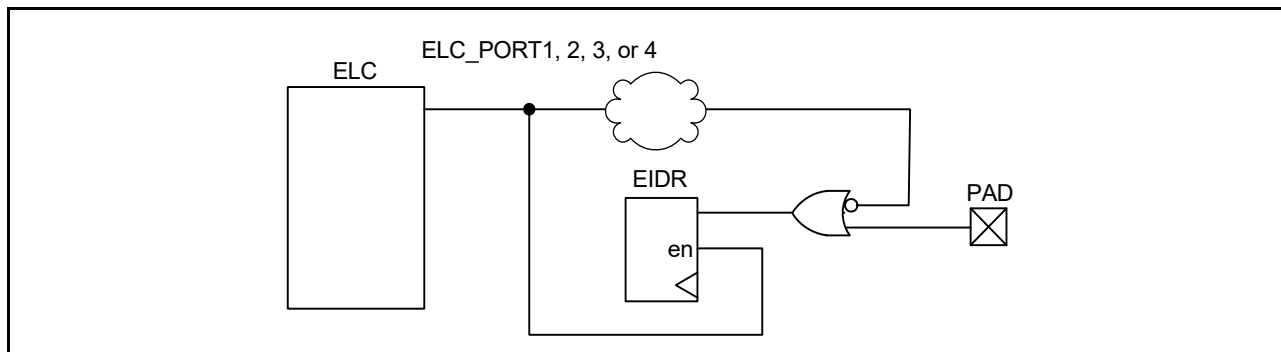 ELC_PORT1, 2, 3, or 4
ELC
EIDR
PAD
en